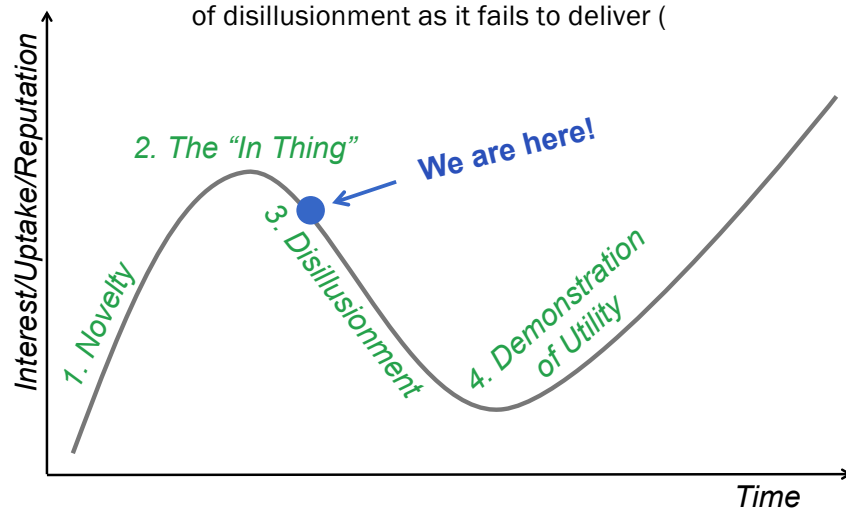 of disillusionment as it fails to deliver (
Interest/Uptake/Reputation
2. The “In Thing”
We are here!
1. Novelty
3. Disillusionment
4. Demonstration
of Utility
Time